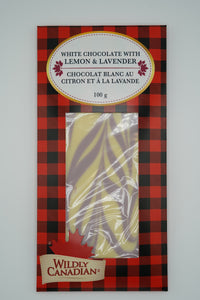 WHITE CHOCOLATE WITH
LEMON & LAVENDER
CHOCOLAT BLANC AU
CITRON ET À LA LAVANDE
100 g
WILDLY
CANADIAN